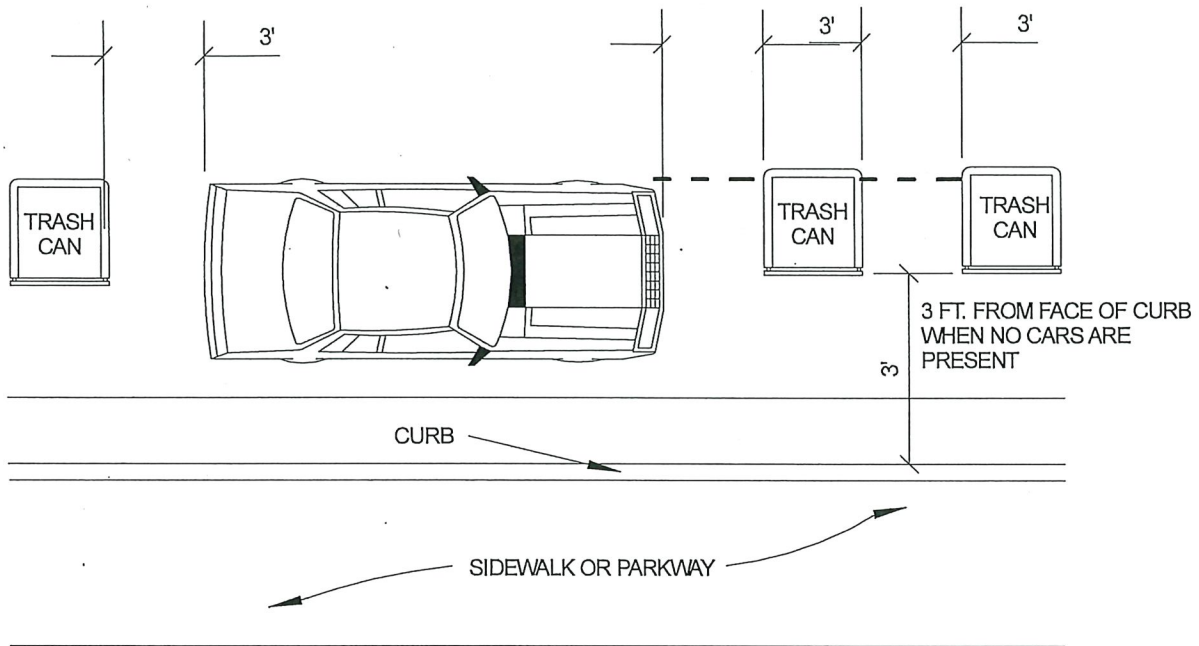 3'
3'
3'
TRASH
CAN
TRASH
CAN
TRASH
CAN
3 FT. FROM FACE OF CURB
WHEN NO CARS ARE
PRESENT
3'
CURB
SIDEWALK OR PARKWAY